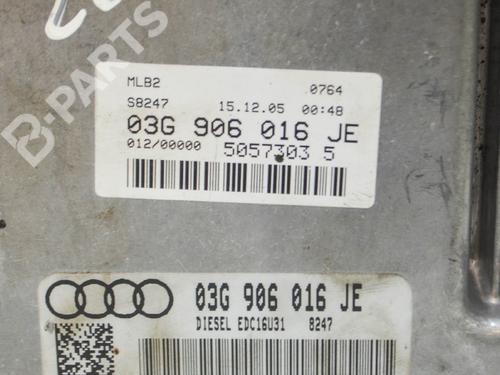 B-PARTS
MLB2 0764
S8247 15.12.05 00:48
03G 906 016 JE
012/00000 5057303 5
03G 906 016 JE
DIESEL EDC16U31 8247